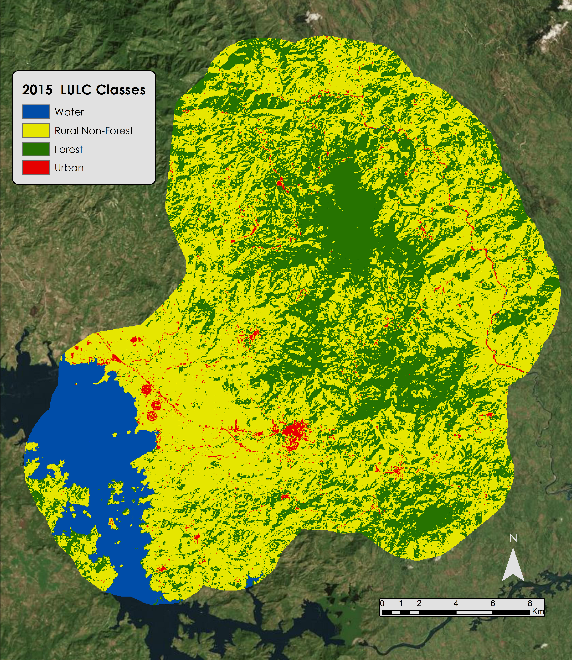 2015 LULC Classes
Water
Rural Non-Forest
Forest
Urban
N
0 1 2 4 6 8
Km